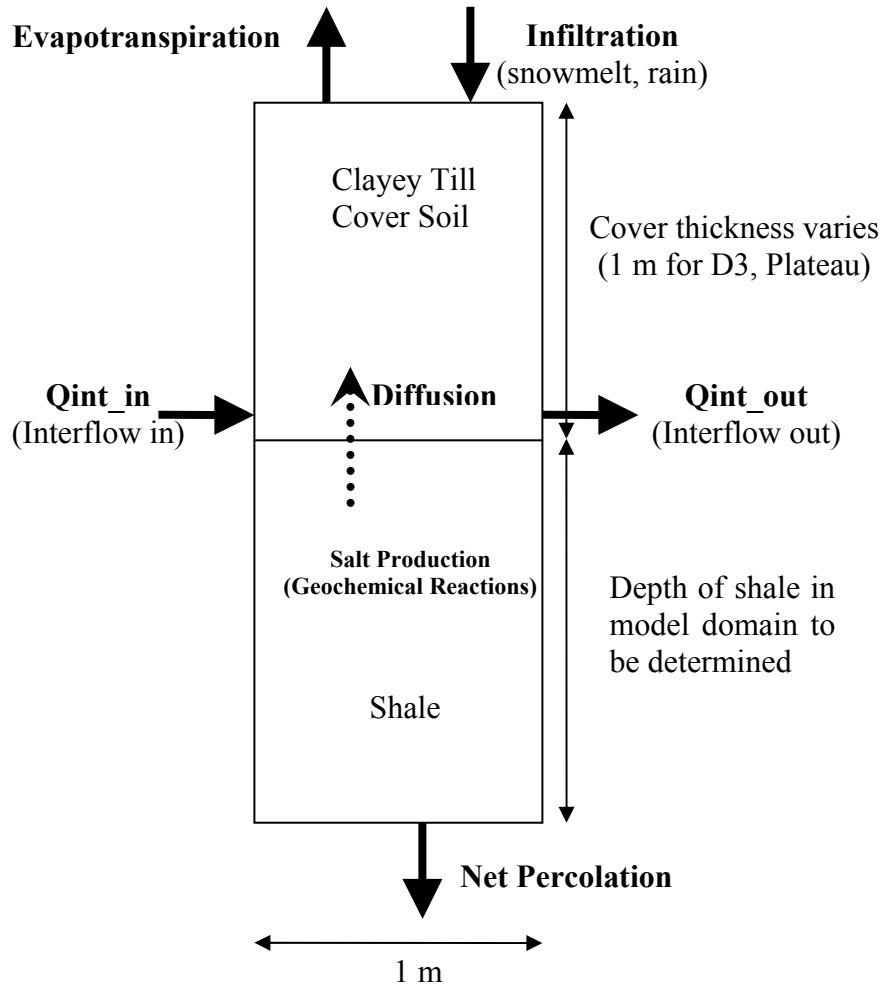 Evapotranspiration
Infiltration
(snowmelt, rain)
Clayey Till
Cover Soil
Cover thickness varies
(1 m for D3, Plateau)
Qint_in
(Interflow in)
Diffusion
Qint_out
(Interflow out)
Salt Production
(Geochemical Reactions)
Depth of shale in
model domain to
be determined
Shale
Net Percolation
1 m